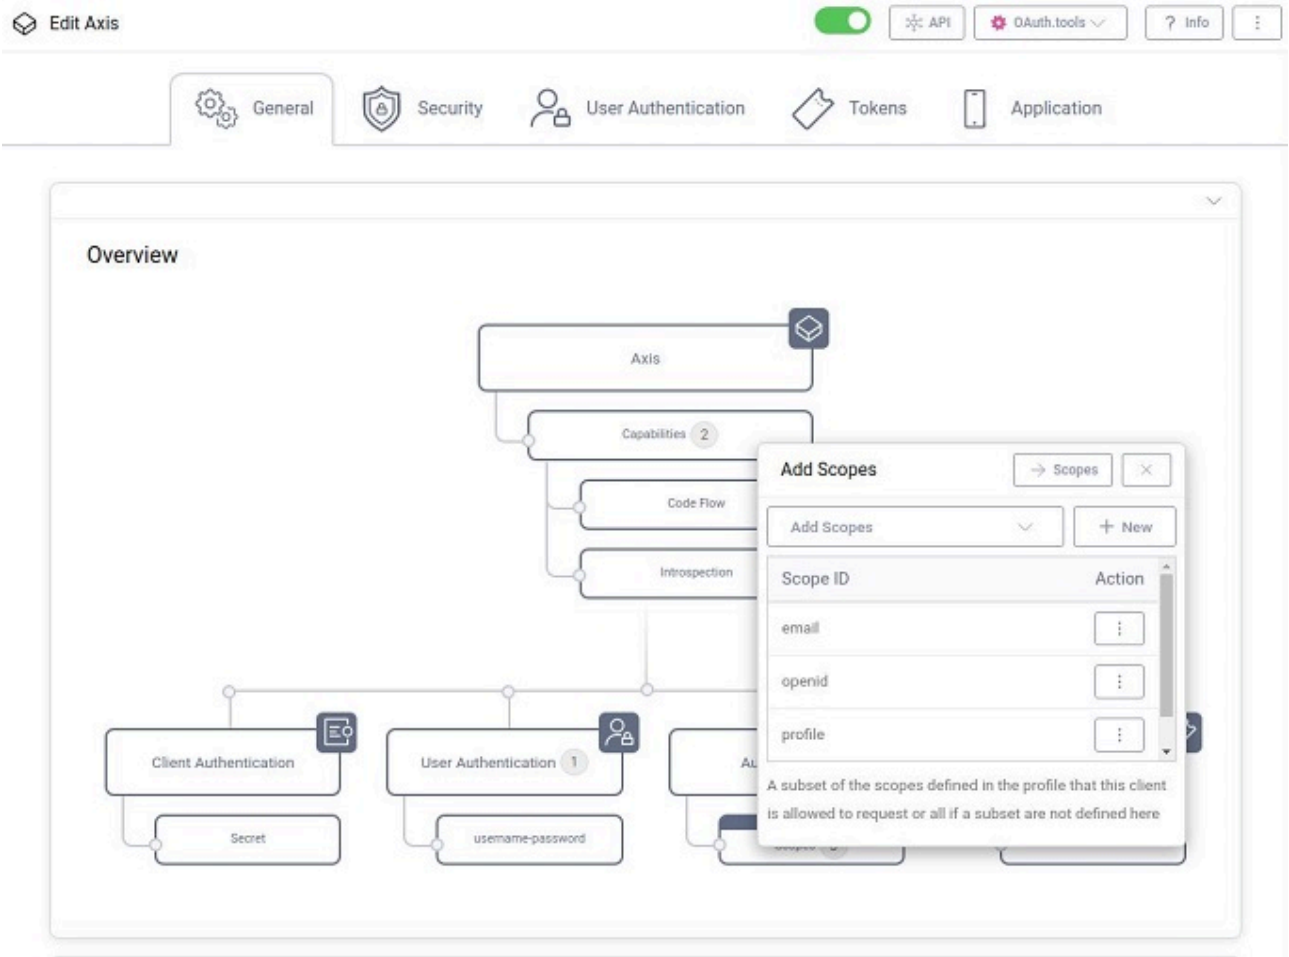 Edit Axis
API
OAuth.tools
? Info
General
Security
User Authentication
Tokens
Application
Overview
Axis
Capabilities 2
Code Flow
Introspection
Add Scopes
Scopes
Add Scopes
+ New
Scope ID Action
email
openid
profile
A subset of the scopes defined in the profile that this client
is allowed to request or all if a subset are not defined here
Client Authentication
User Authentication 1
Au
Secret
username-password